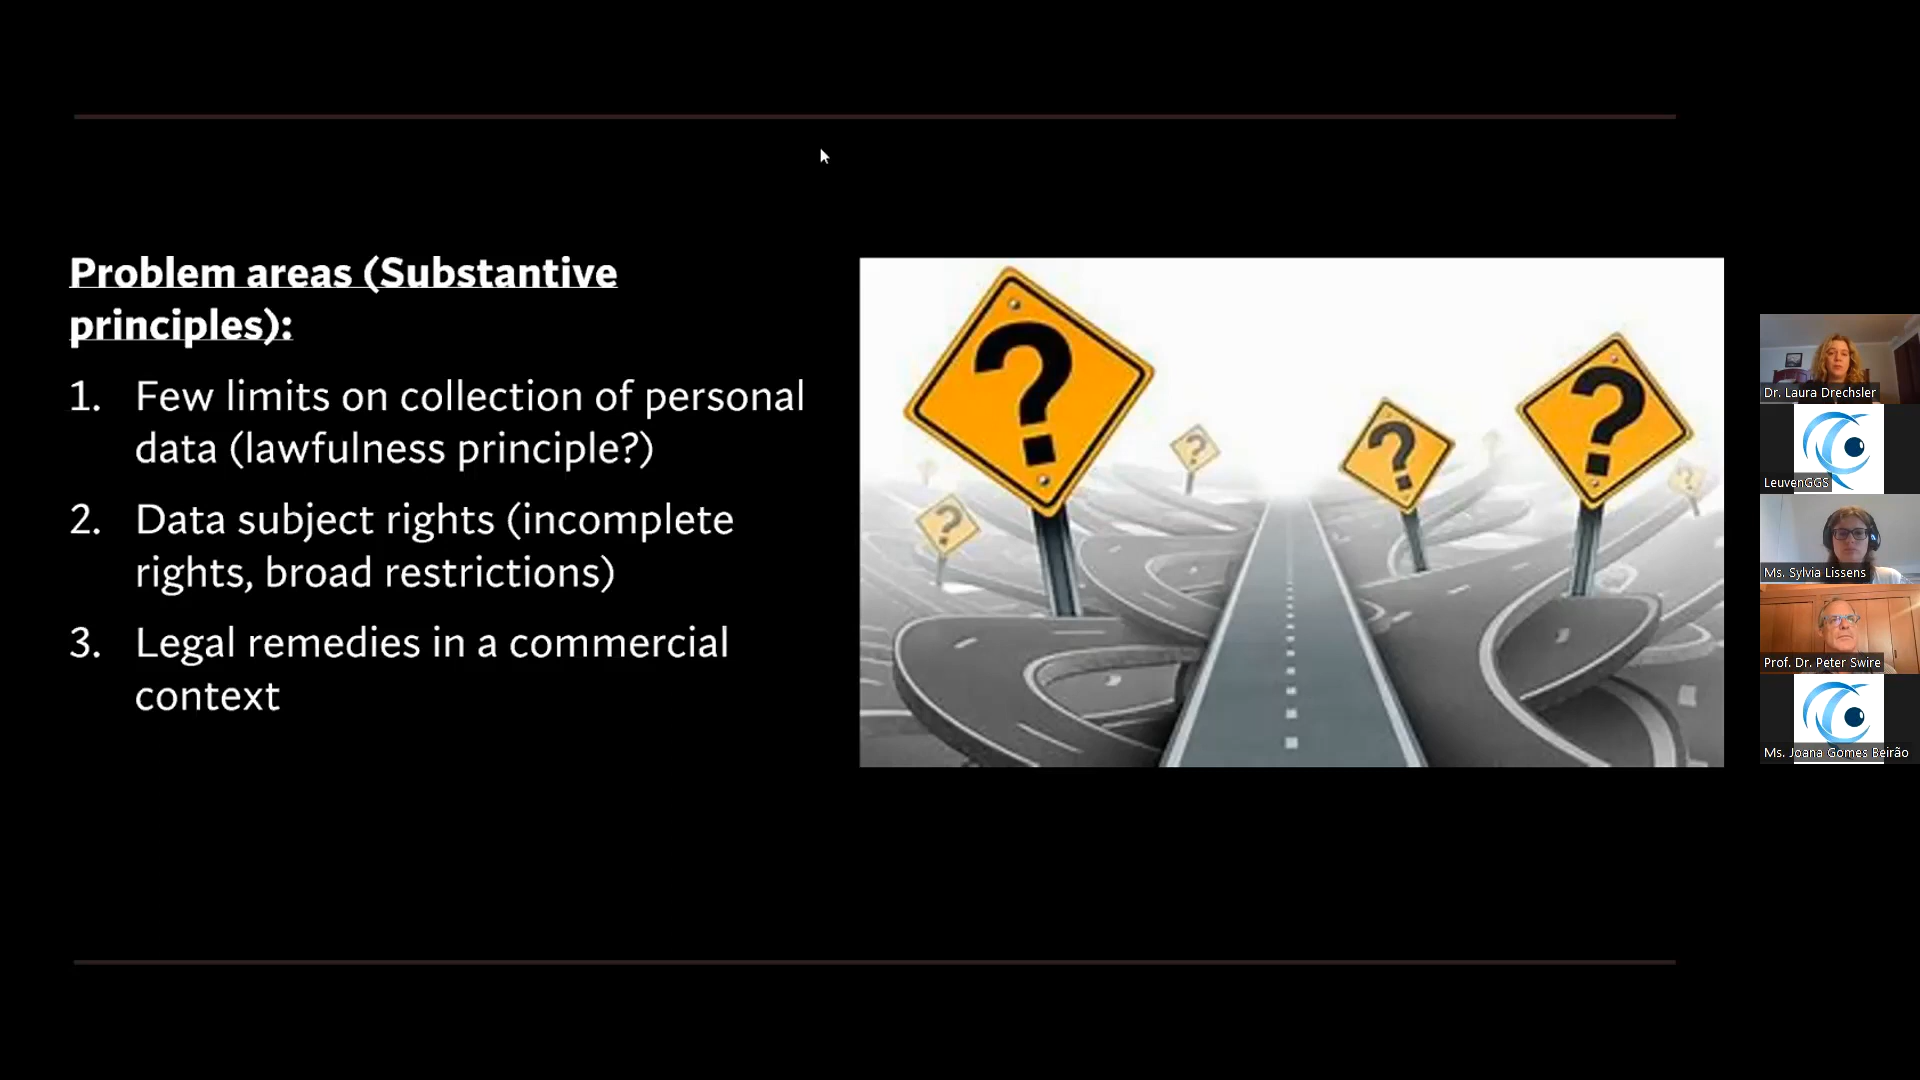 Problem areas (Substantive
principles):
1. Few limits on collection of personal
data (lawfulness principle?)
2. Data subject rights (incomplete
rights, broad restrictions)
3. Legal remedies in a commercial
context
?
?
?
?
?
Dr. Laura Drechsler
LeuvenGGS
Ms. Sylvia Lissens
Prof. Dr. Peter Swire
Ms. Joana Gomes Beirão